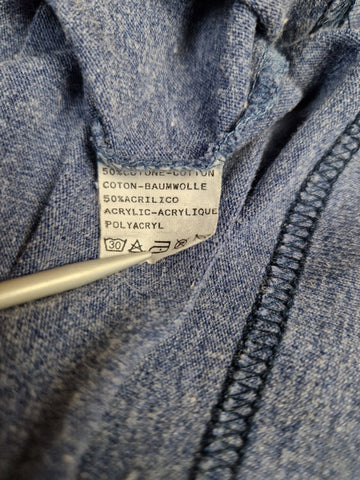 50%COTONE-COTTON
COTON-BAUMWOLLE
50%ACRILICO
ACRYLIC-ACRYLIQUE
POLYACRYL
30